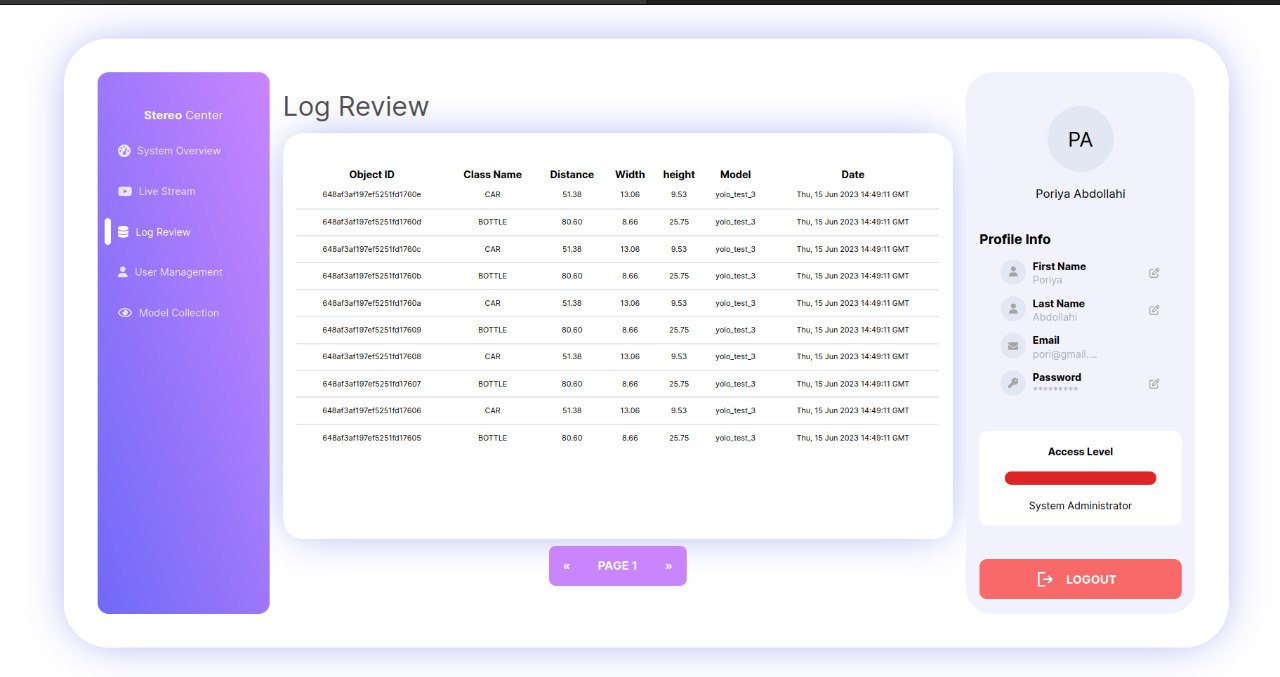 Stereo Center
System Overview
Live Stream
Log Review
User Management
Model Collection
Log Review
Object ID Class Name Distance Width height Model Date
648af3af197ef5251fd1760e CAR 51.38 13.06 9.53 yolo_test_3 Thu, 15 Jun 2023 14:49:11 GMT
648af3af197ef5251fd1760d BOTTLE 80.60 8.66 25.75 yolo_test_3 Thu, 15 Jun 2023 14:49:11 GMT
648af3af197ef5251fd1760c CAR 51.38 13.06 9.53 yolo_test_3 Thu, 15 Jun 2023 14:49:11 GMT
648af3af197ef5251fd1760b BOTTLE 80.60 8.66 25.75 yolo_test_3 Thu, 15 Jun 2023 14:49:11 GMT
648af3af197ef5251fd1760a CAR 51.38 13.06 9.53 yolo_test_3 Thu, 15 Jun 2023 14:49:11 GMT
648af3af197ef5251fd17609 BOTTLE 80.60 8.66 25.75 yolo_test_3 Thu, 15 Jun 2023 14:49:11 GMT
648af3af197ef5251fd17608 CAR 51.38 13.06 9.53 yolo_test_3 Thu, 15 Jun 2023 14:49:11 GMT
648af3af197ef5251fd17607 BOTTLE 80.60 8.66 25.75 yolo_test_3 Thu, 15 Jun 2023 14:49:11 GMT
648af3af197ef5251fd17606 CAR 51.38 13.06 9.53 yolo_test_3 Thu, 15 Jun 2023 14:49:11 GMT
648af3af197ef5251fd17605 BOTTLE 80.60 8.66 25.75 yolo_test_3 Thu, 15 Jun 2023 14:49:11 GMT
« PAGE 1 »
PA
Poriya Abdollahi
Profile Info
First Name
Poriya
Last Name
Abdollahi
Email
pori@gmail....
Password
*********
Access Level
System Administrator
LOGOUT